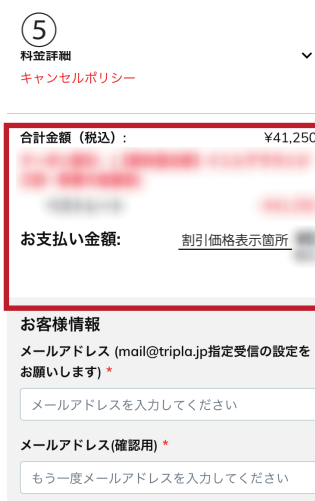 ⑤
料金詳細
キャンセルポリシー
合計金額（税込）: ¥41,250
お支払い金額: 割引価格表示箇所
お客様情報
メールアドレス (mail@tripla.jp指定受信の設定を
お願いします) *
メールアドレスを入力してください
メールアドレス(確認用) *
もう一度メールアドレスを入力してください